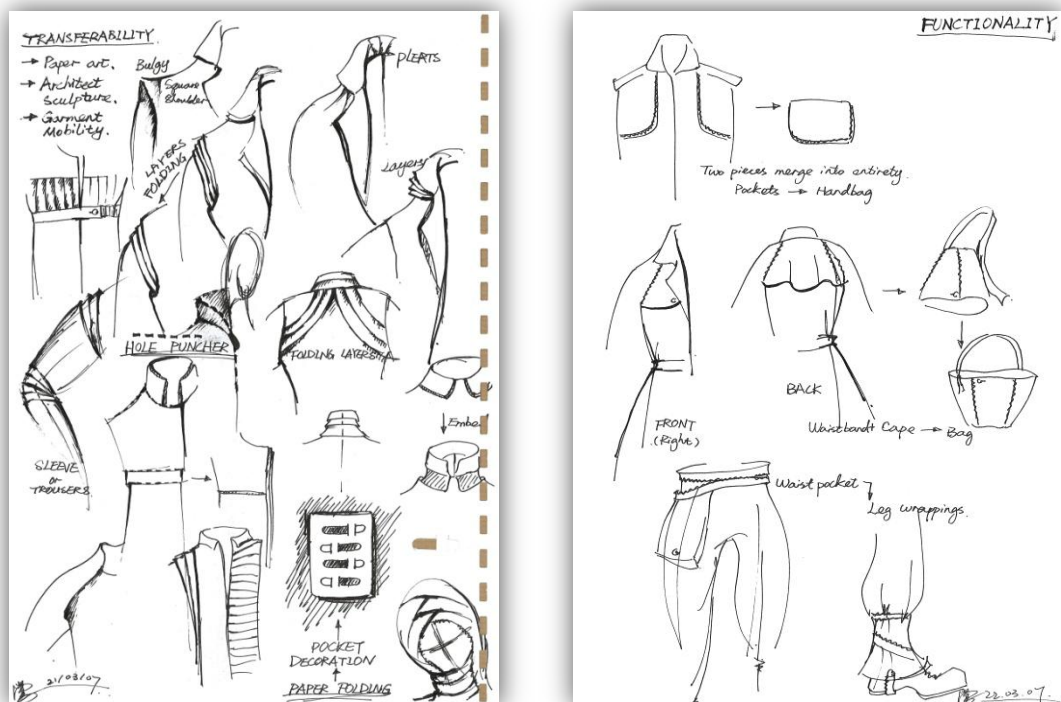 TRANSFERABILITY
→ Paper art.
→ Architect
sculpture.
→ Garment
Mobility.
Bulgy
Square
Shoulder
PLEATS
LAYERS
FOLDING
Layers
HOLE PUNCHER
FOLDING LAYERS
SLEEVE
or
TROUSERS
POCKET
DECORATION
PAPER FOLDING
21/03/07
FUNCTIONALITY
Two pieces merge into entirety.
Pockets → Handbag
FRONT
(Right)
BACK
Waistband+ Cape → Bag
Waist pocket
Leg wrappings.
22.03.07.